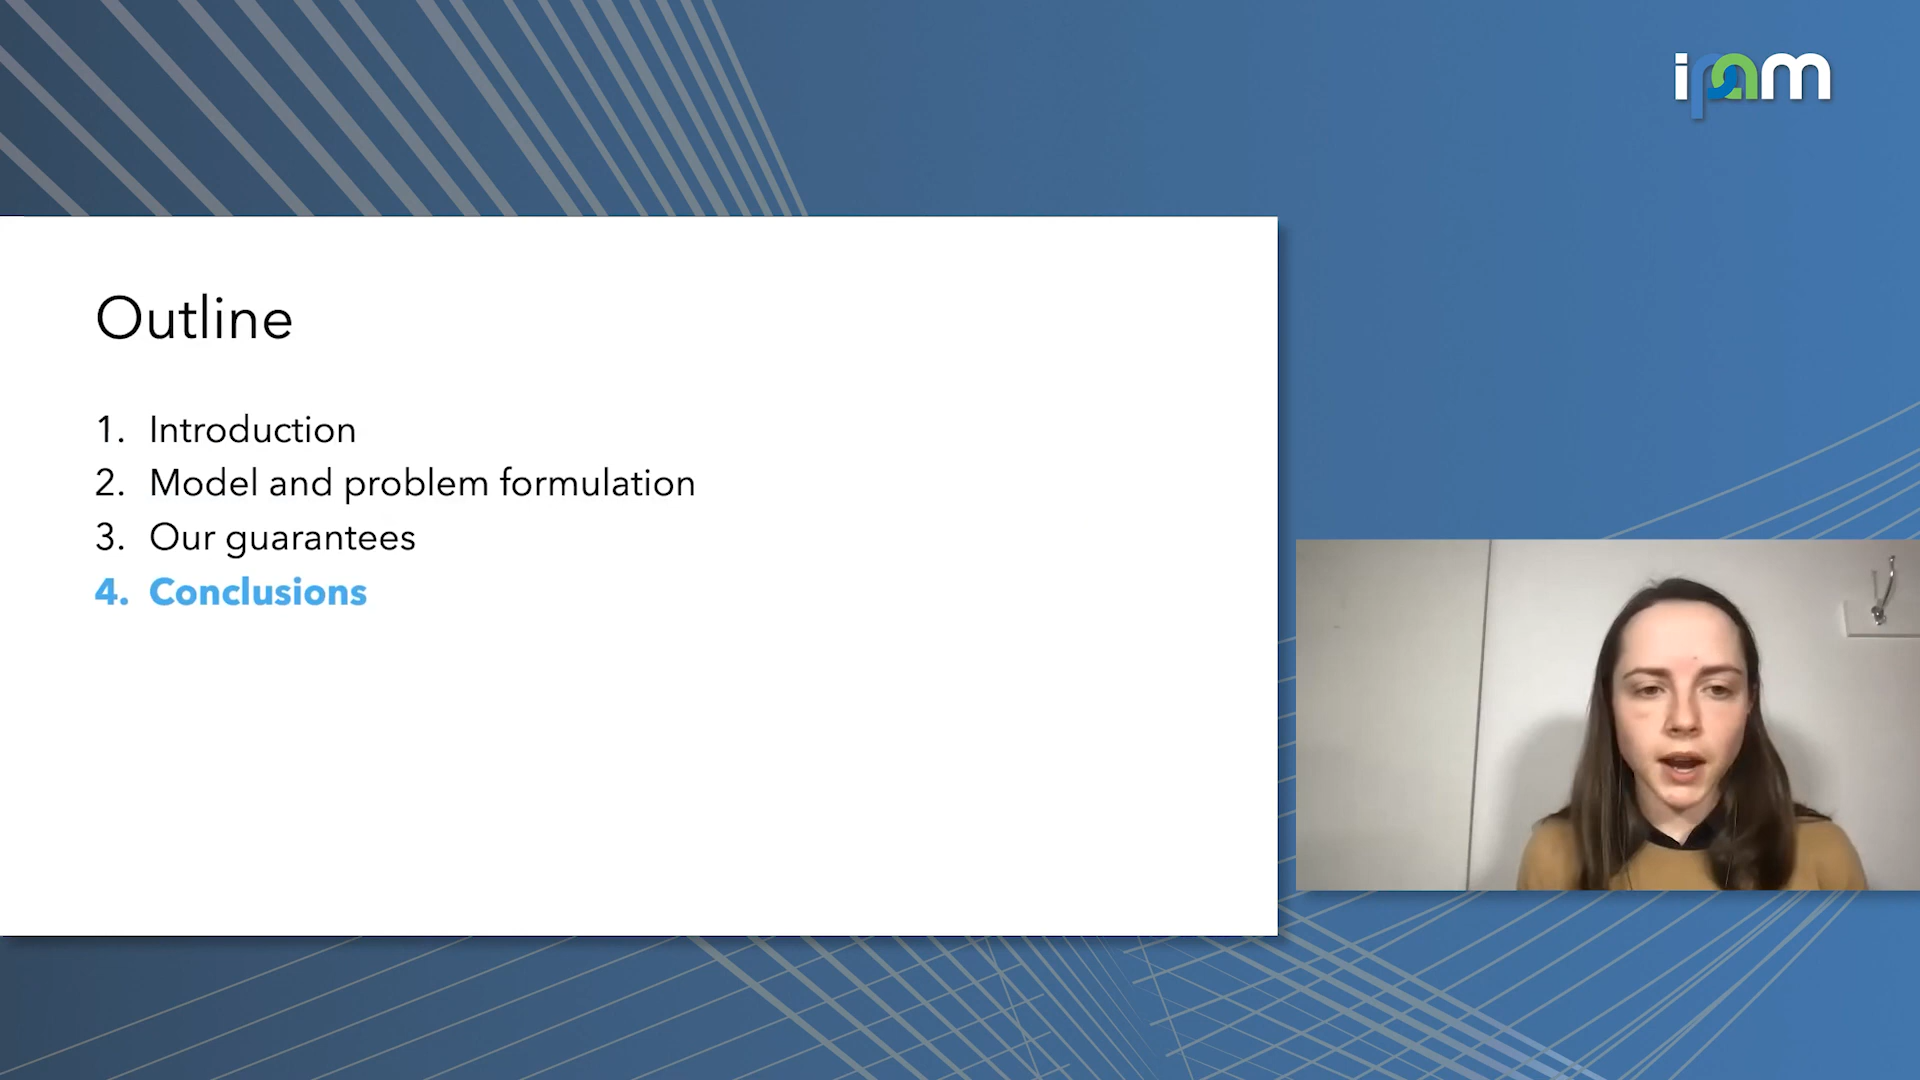 ipam
Outline
1. Introduction
2. Model and problem formulation
3. Our guarantees
4. Conclusions